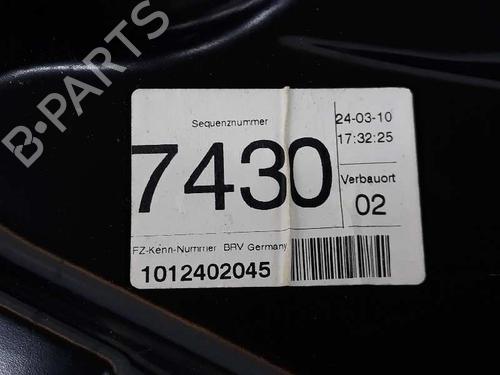 B-PARTS
Sequenznummer
7430
24-03-10
17:32:25
Verbauort
02
FZ-Kenn-Nummer BRV Germany
1012402045